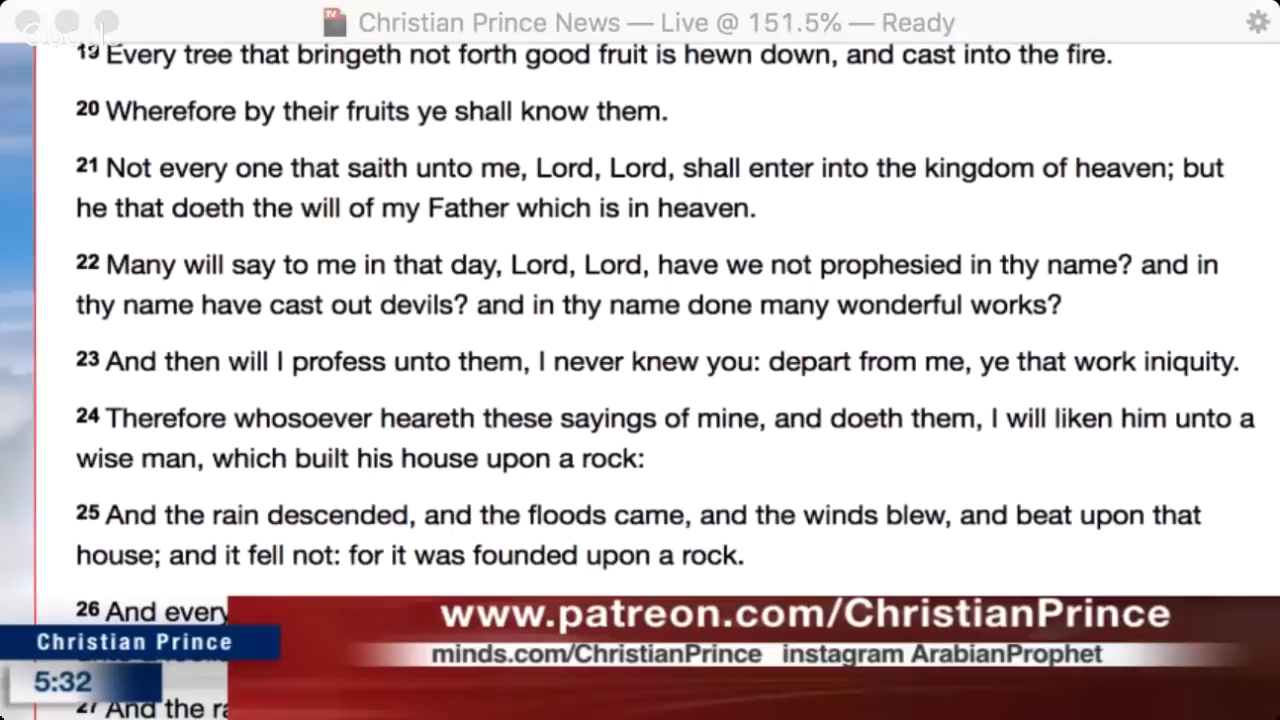 Christian Prince News — Live @ 151.5% — Ready
Google
19 Every tree that bringeth not forth good fruit is hewn down, and cast into the fire.
20 Wherefore by their fruits ye shall know them.
21 Not every one that saith unto me, Lord, Lord, shall enter into the kingdom of heaven; but
he that doeth the will of my Father which is in heaven.
22 Many will say to me in that day, Lord, Lord, have we not prophesied in thy name? and in
thy name have cast out devils? and in thy name done many wonderful works?
23 And then will I profess unto them, I never knew you: depart from me, ye that work iniquity.
24 Therefore whosoever heareth these sayings of mine, and doeth them, I will liken him unto a
wise man, which built his house upon a rock:
25 And the rain descended, and the floods came, and the winds blew, and beat upon that
house; and it fell not: for it was founded upon a rock.
26 And every
www.patreon.com/ChristianPrince
Christian Prince
minds.com/ChristianPrince instagram ArabianProphet
5:32
27 And the